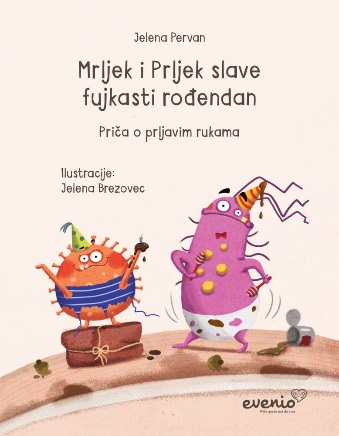 Jelena Pervan
Mrljek i Prljek slave
fujkasti rođendan
Priča o prljavim rukama
Ilustracije:
Jelena Brezovec
evenio